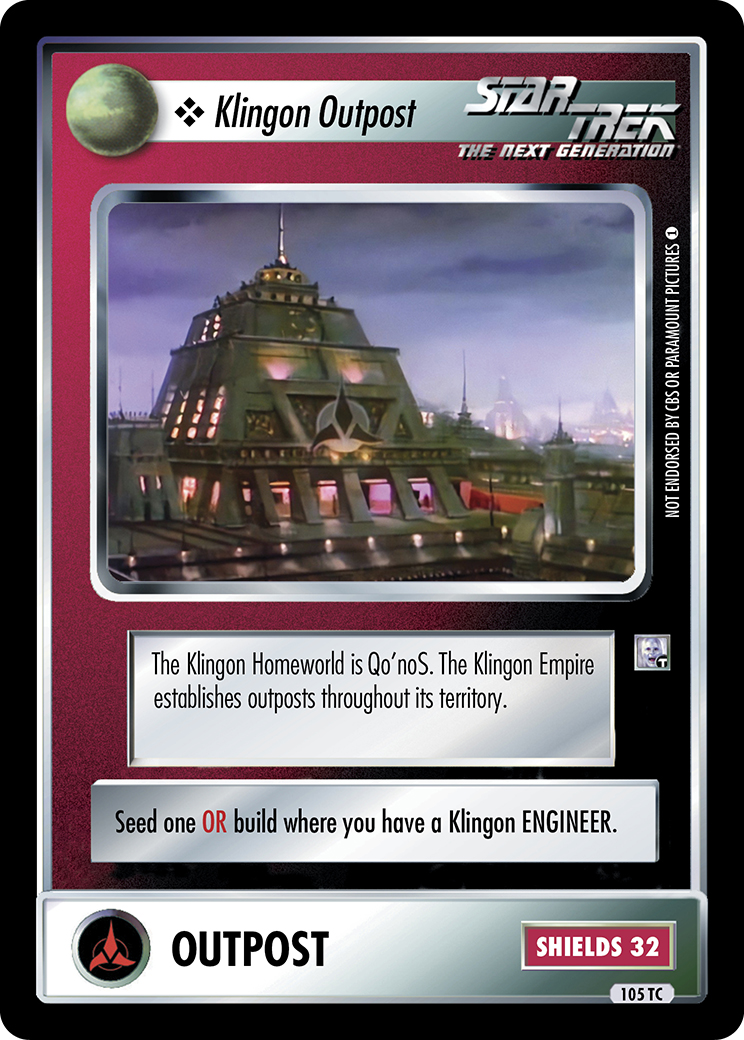 ❖ Klingon Outpost
STAR TREK
THE NEXT GENERATION
NOT ENDORSED BY CBS OR PARAMOUNT PICTURES 1
The Klingon Homeworld is Qo’noS. The Klingon Empire
establishes outposts throughout its territory.
T
Seed one OR build where you have a Klingon ENGINEER.
OUTPOST
SHIELDS 32
105 TC